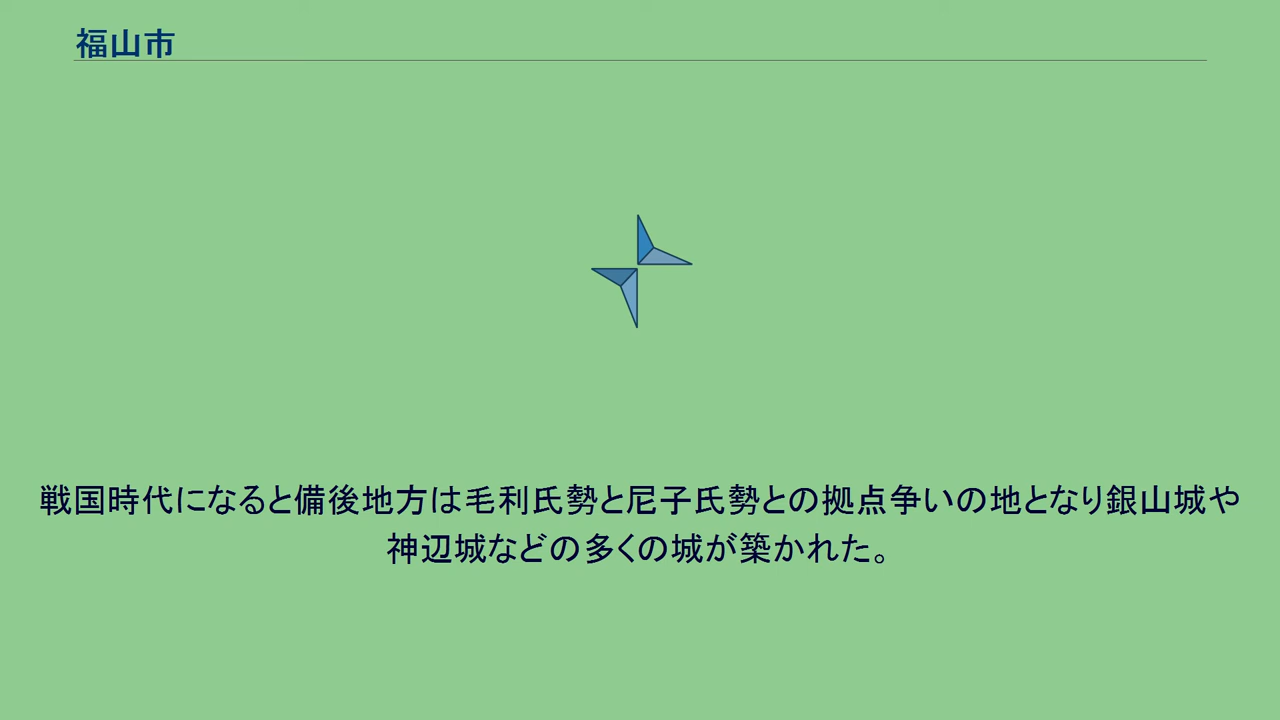 福山市
戦国時代になると備後地方は毛利氏勢と尼子氏勢との拠点争いの地となり銀山城や
神辺城などの多くの城が築かれた。